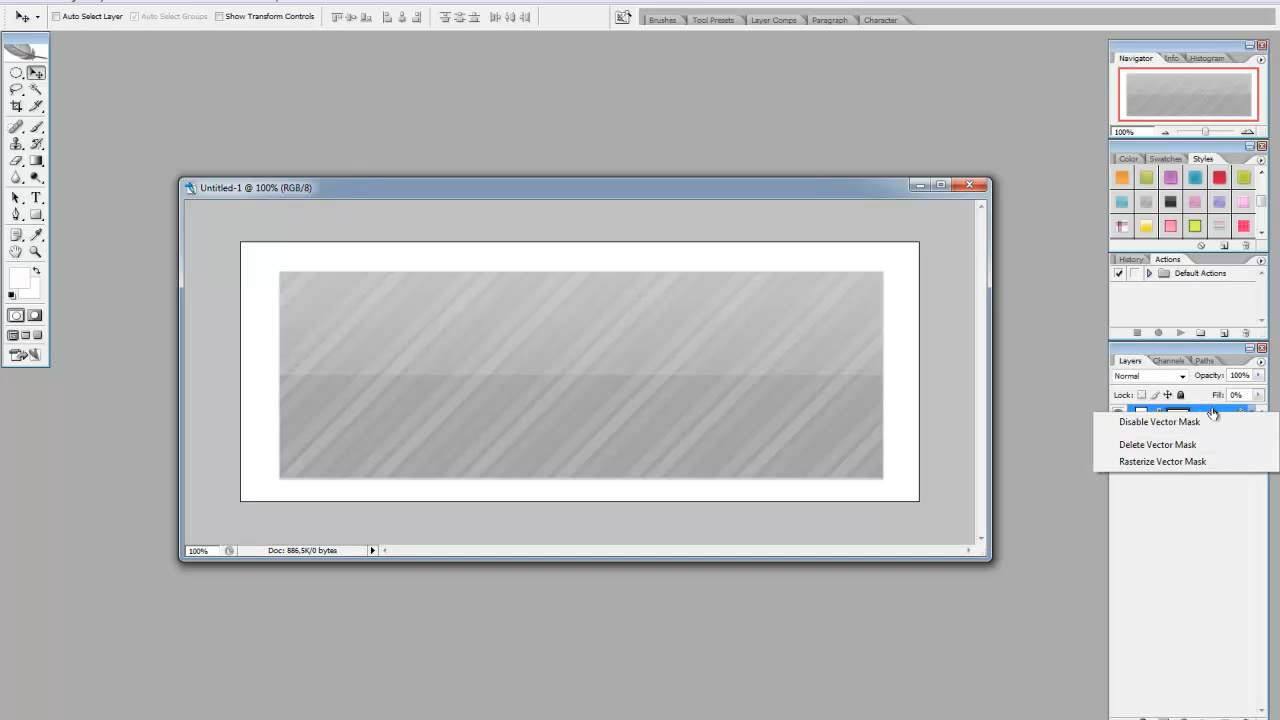 Auto Select Layer Auto Select Groups Show Transform Controls
Brushes Tool Presets Layer Comps Paragraph Character
Navigator Info Histogram
100%
Color Swatches Styles
Untitled-1 @ 100% (RGB/8)
T
History Actions
Default Actions
Layers Channels Paths
Normal Opacity: 100%
Lock: Fill: 0%
Disable Vector Mask
Delete Vector Mask
Rasterize Vector Mask
100% Doc: 886,5K/0 bytes